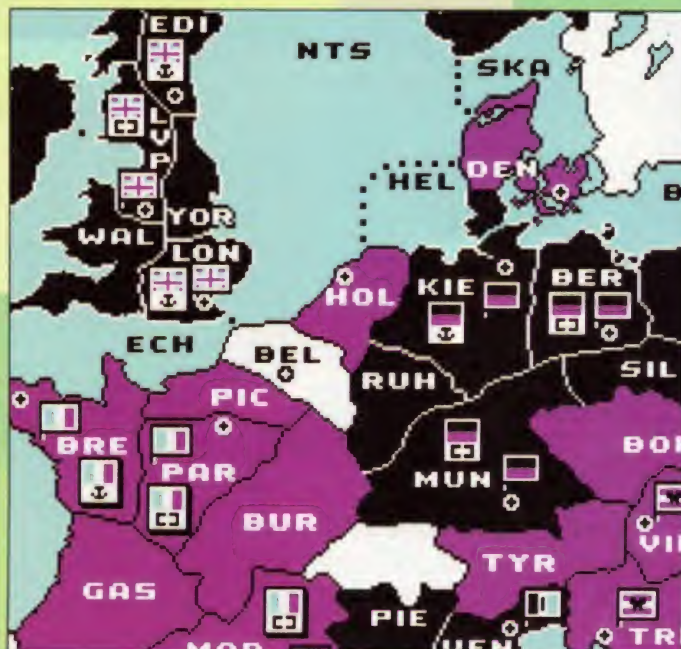 EDI
NTS
SKA
LVP
DEN
HEL
YOR
WAL
LON
KIE
BER
HOL
ECH
BEL
RUH
SIL
PIC
BRE
PAR
MUN
BUR
TYR
GAS
PIE
TRI